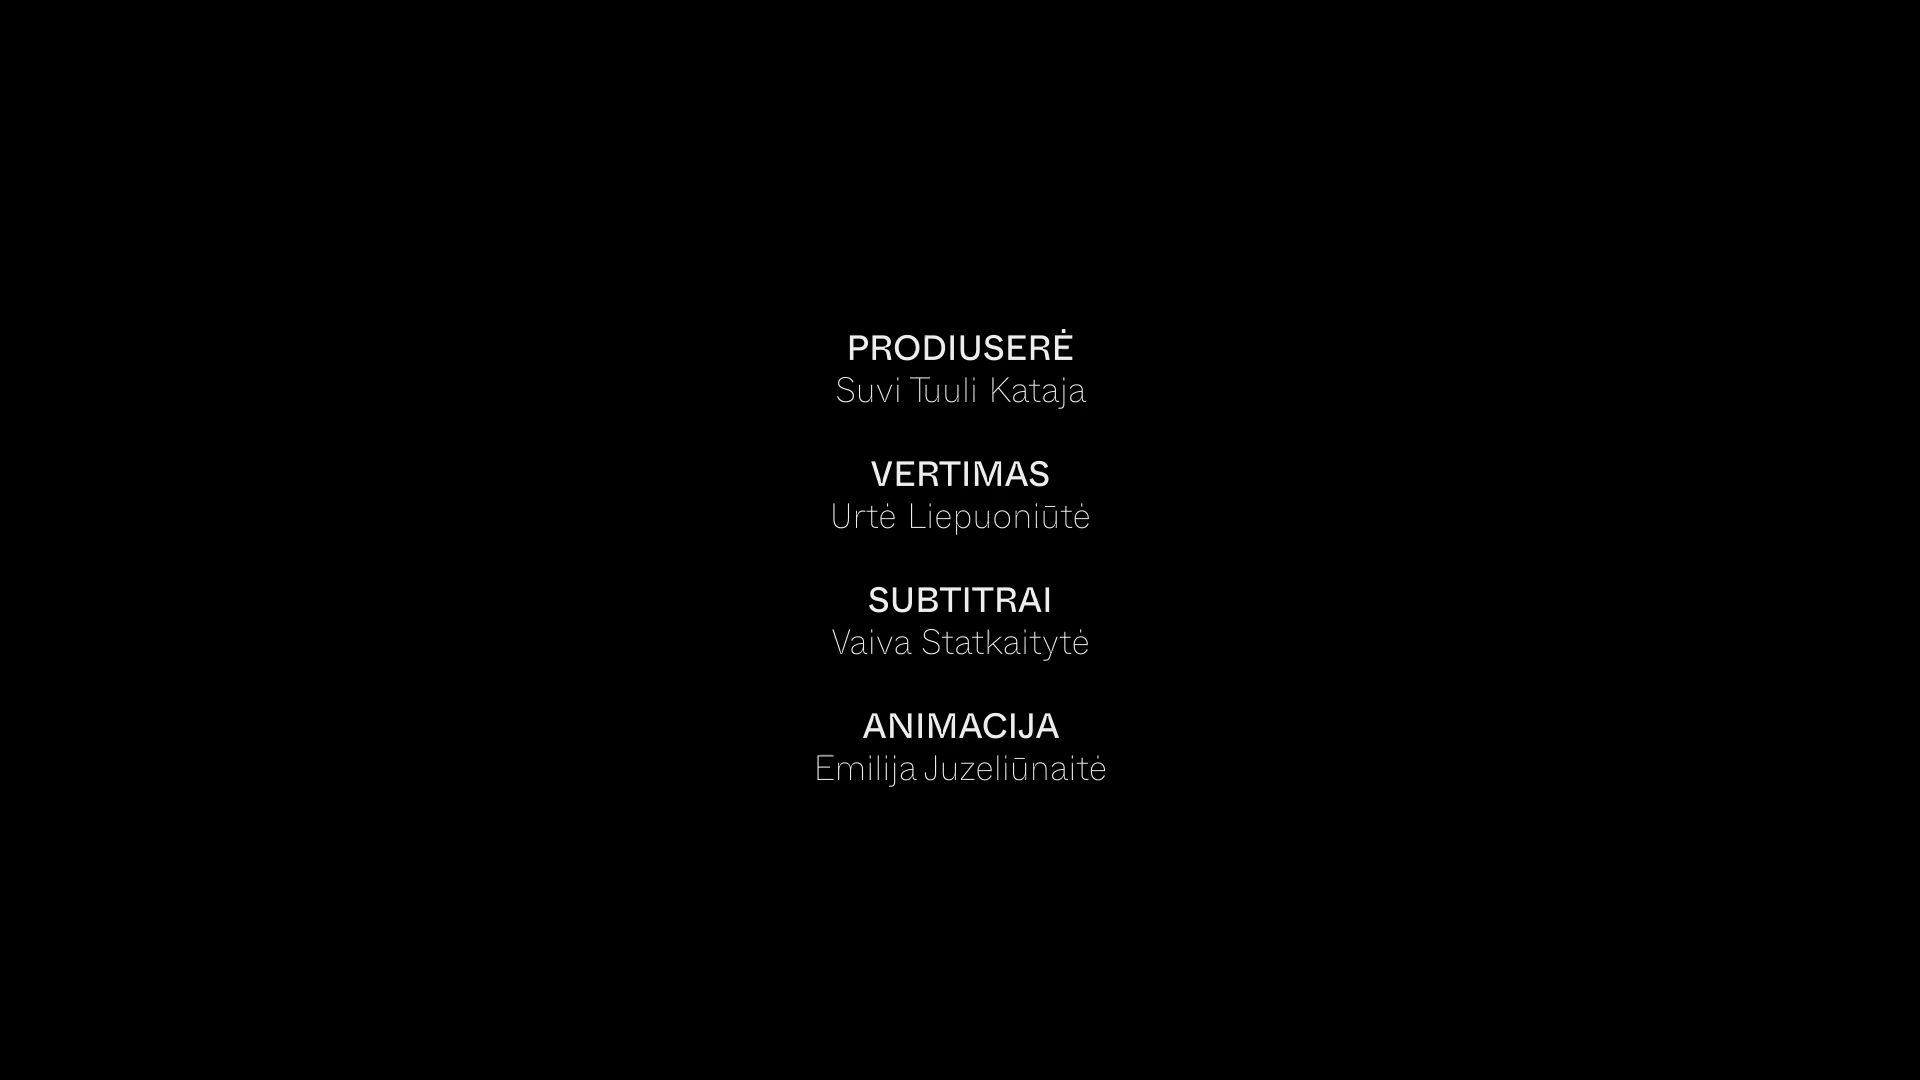 PRODIUSERĖ
Suvi Tuuli Kataja
VERTIMAS
Urtė Liepuoniūtė
SUBTITRAI
Vaiva Statkaitytė
ANIMACIJA
Emilija Juzeliūnaitė